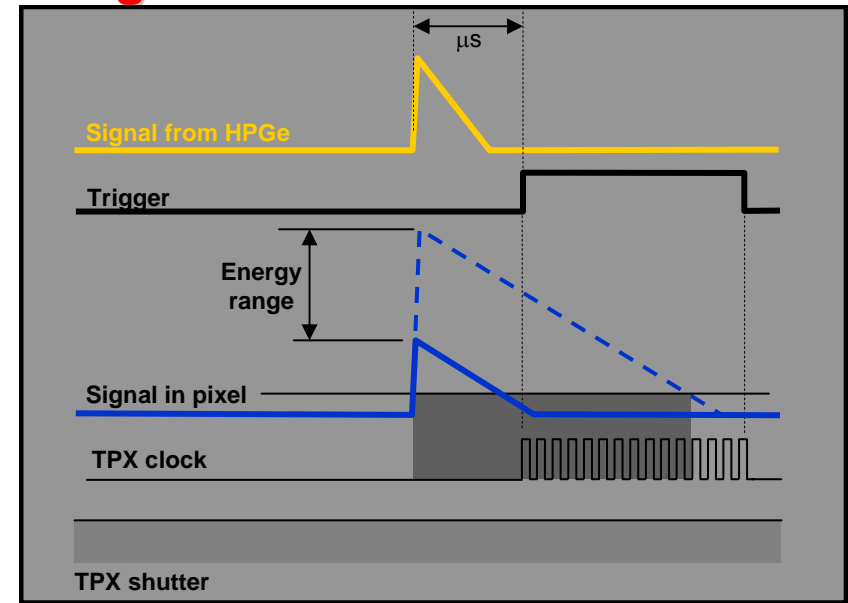 μs
Signal from HPGe
Trigger
Energy
range
Signal in pixel
TPX clock
TPX shutter